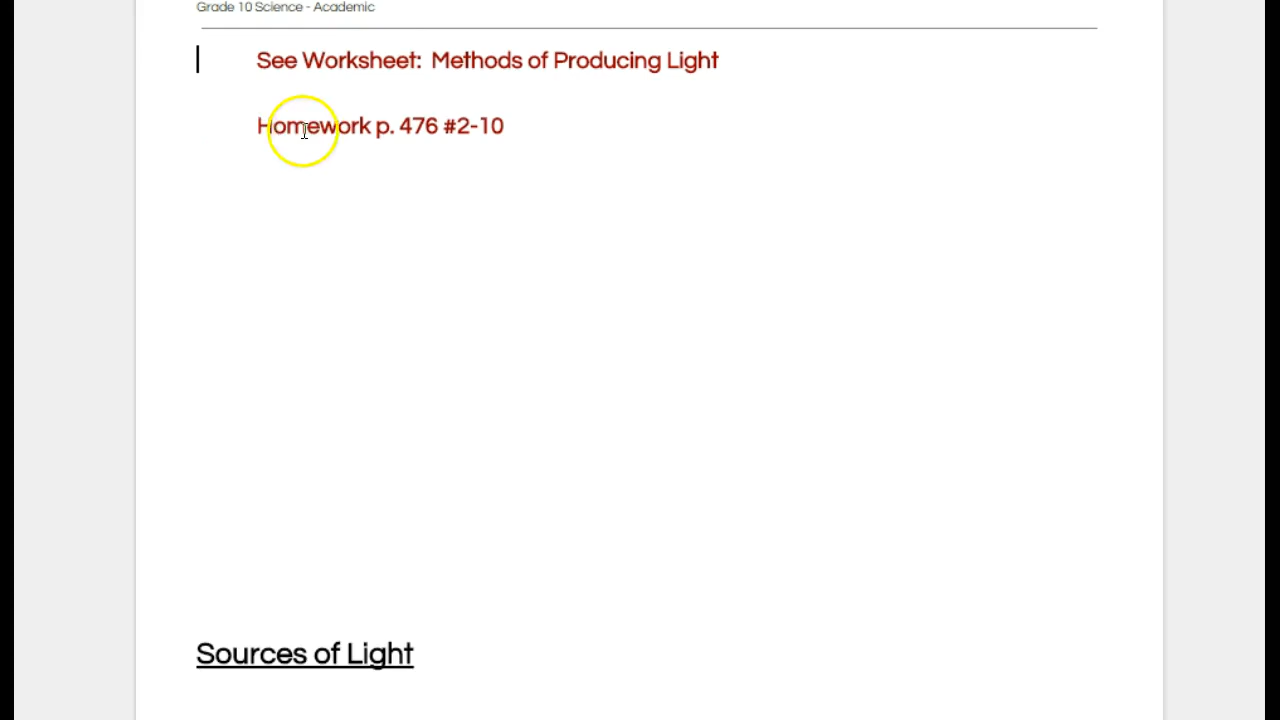 Grade 10 Science - Academic
See Worksheet: Methods of Producing Light
Homework p. 476 #2-10
Sources of Light